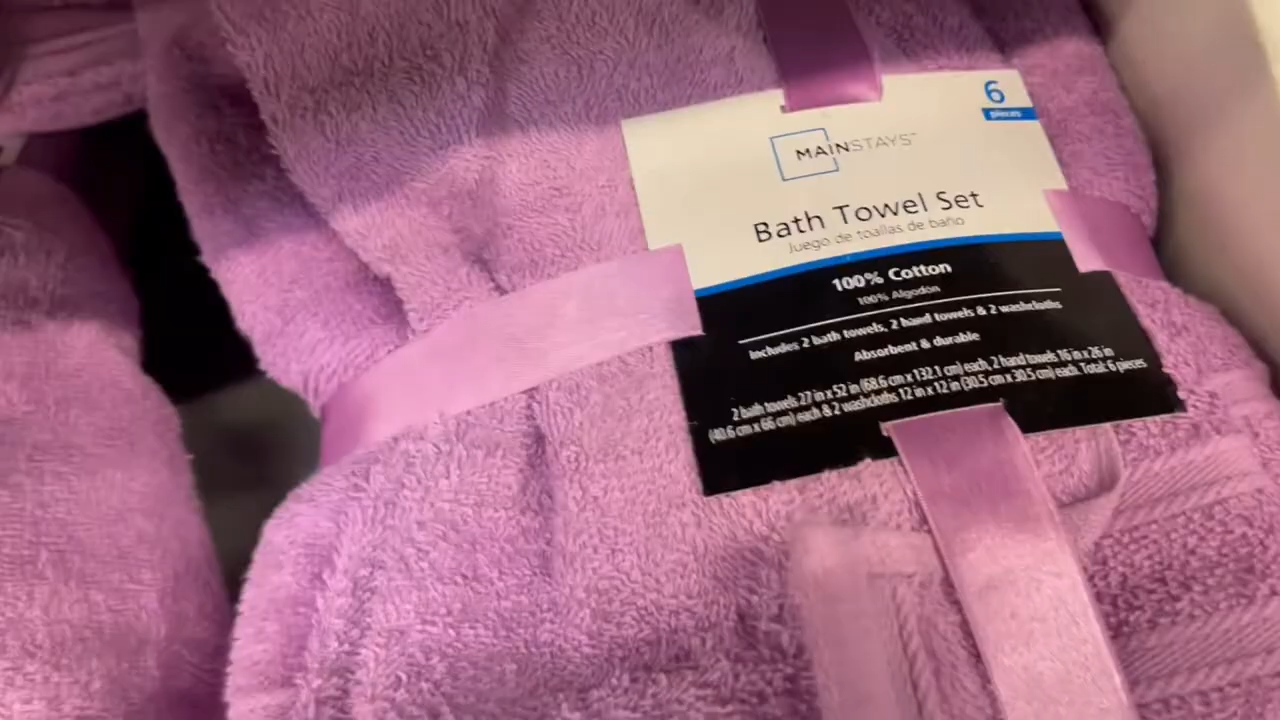 6
pieces
MAINSTAYS™
Bath Towel Set
Juego de toallas de baño
100% Cotton
100% Algodón
Includes 2 bath towels, 2 hand towels & 2 washcloths
Absorbent & durable
2 bath towels 27 in x 52 in (68.6 cm x 132.1 cm) each, 2 hand towels 16 in x 26 in
(40.6 cm x 66 cm) each & 2 washcloths 12 in x 12 in (30.5 cm x 30.5 cm) each. Total: 6 pieces